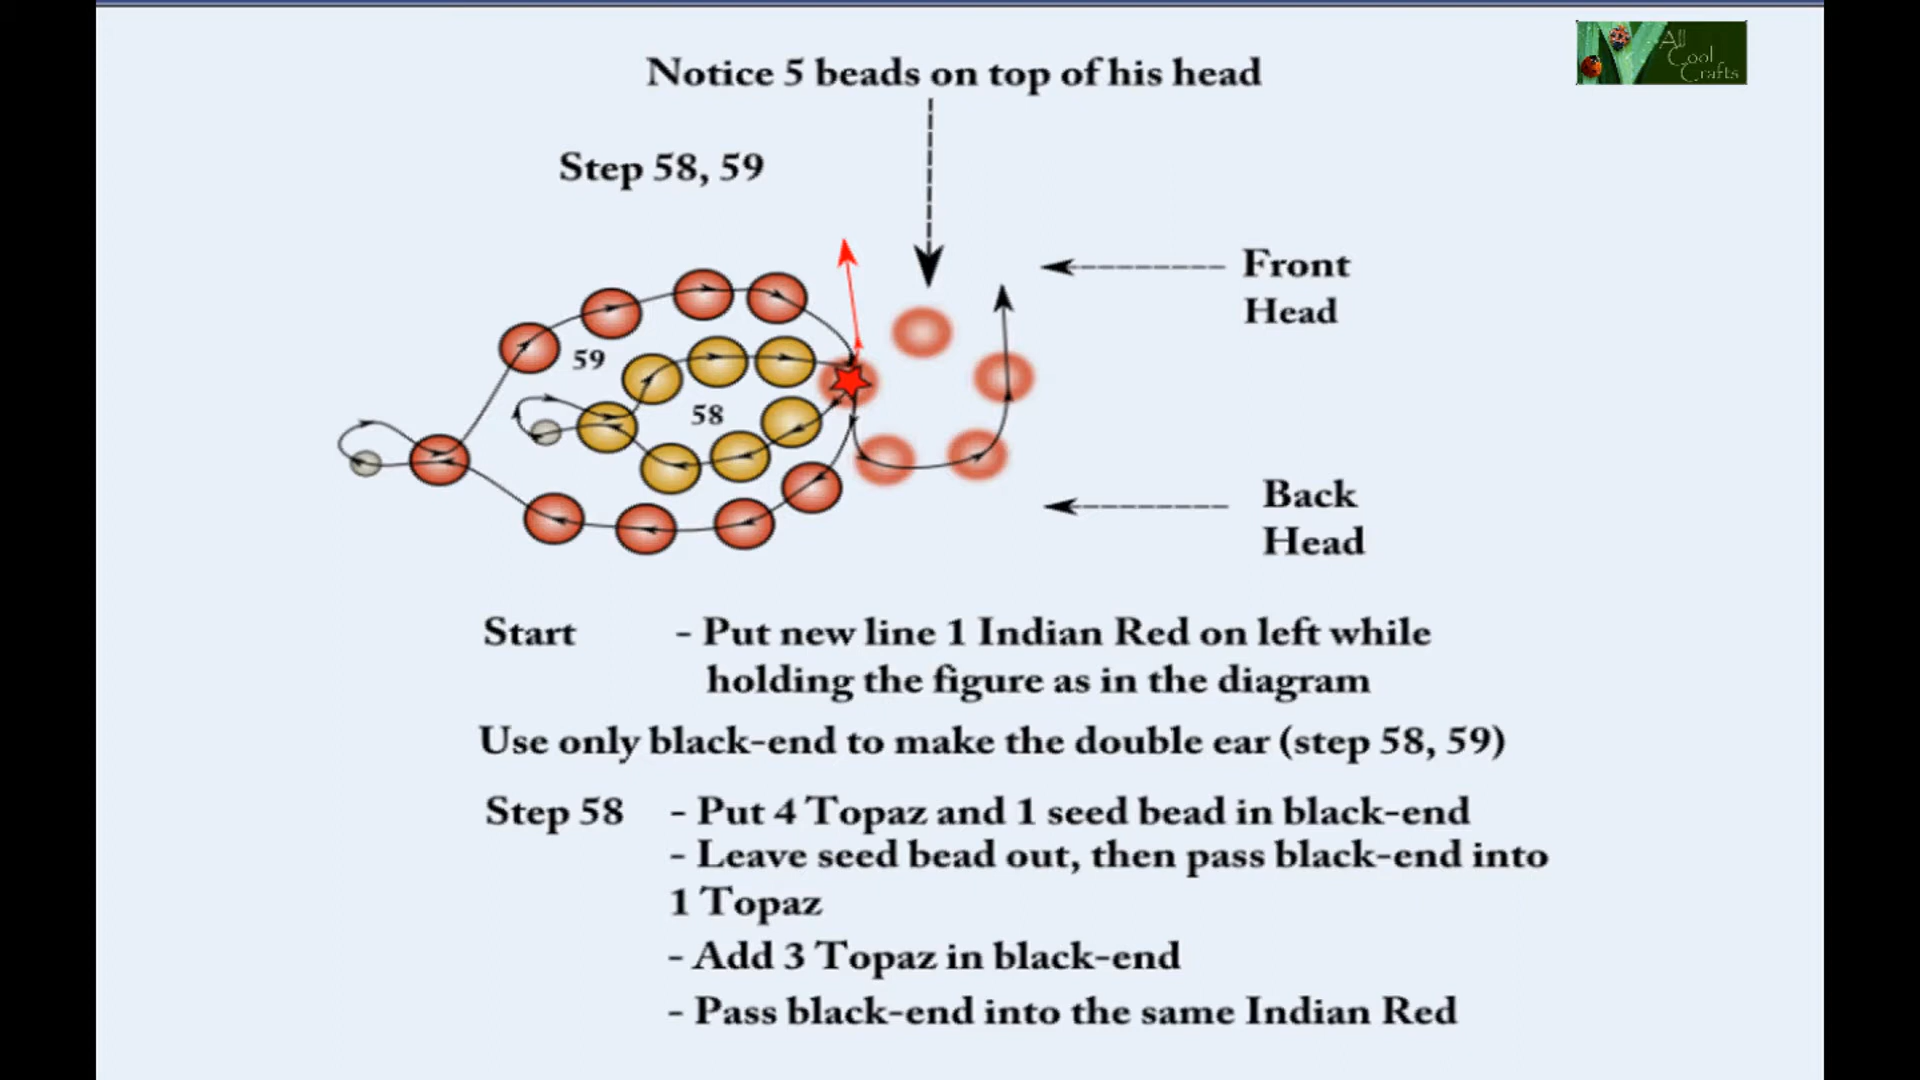 All
Cool
Crafts
Notice 5 beads on top of his head
Step 58, 59
Front
Head
59
58
Back
Head
Start - Put new line 1 Indian Red on left while
holding the figure as in the diagram
Use only black-end to make the double ear (step 58, 59)
Step 58 - Put 4 Topaz and 1 seed bead in black-end
- Leave seed bead out, then pass black-end into
1 Topaz
- Add 3 Topaz in black-end
- Pass black-end into the same Indian Red